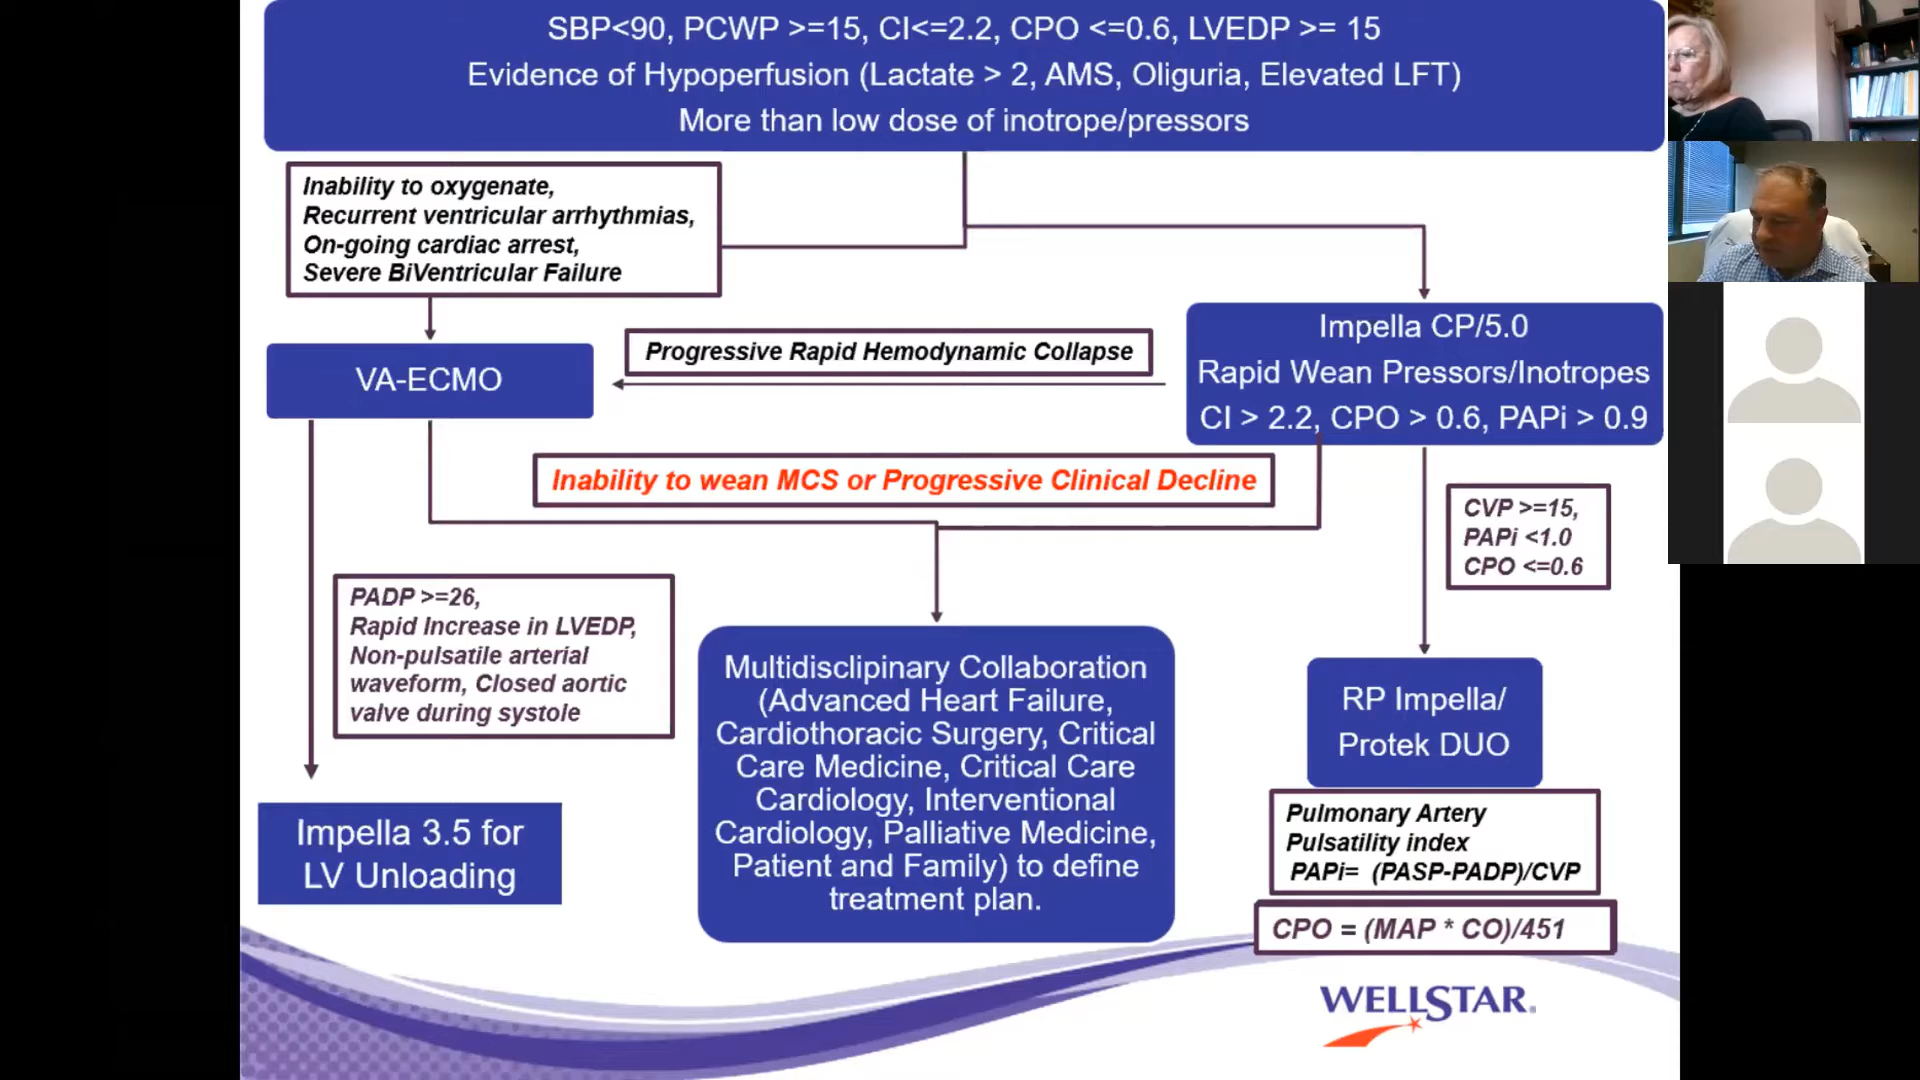 SBP<90, PCWP >=15, CI<=2.2, CPO <=0.6, LVEDP >= 15
Evidence of Hypoperfusion (Lactate > 2, AMS, Oliguria, Elevated LFT)
More than low dose of inotrope/pressors
Inability to oxygenate,
Recurrent ventricular arrhythmias,
On-going cardiac arrest,
Severe BiVentricular Failure
Impella CP/5.0
Rapid Wean Pressors/Inotropes
CI > 2.2, CPO > 0.6, PAPi > 0.9
Progressive Rapid Hemodynamic Collapse
VA-ECMO
Inability to wean MCS or Progressive Clinical Decline
CVP >=15,
PAPi <1.0
CPO <=0.6
PADP >=26,
Rapid Increase in LVEDP,
Non-pulsatile arterial
waveform, Closed aortic
valve during systole
Multidisclipinary Collaboration
(Advanced Heart Failure,
Cardiothoracic Surgery, Critical
Care Medicine, Critical Care
Cardiology, Interventional
Cardiology, Palliative Medicine,
Patient and Family) to define
treatment plan.
RP Impella/
Protek DUO
Impella 3.5 for
LV Unloading
Pulmonary Artery
Pulsatility index
PAPi= (PASP-PADP)/CVP
CPO = (MAP * CO)/451
WELLSTAR